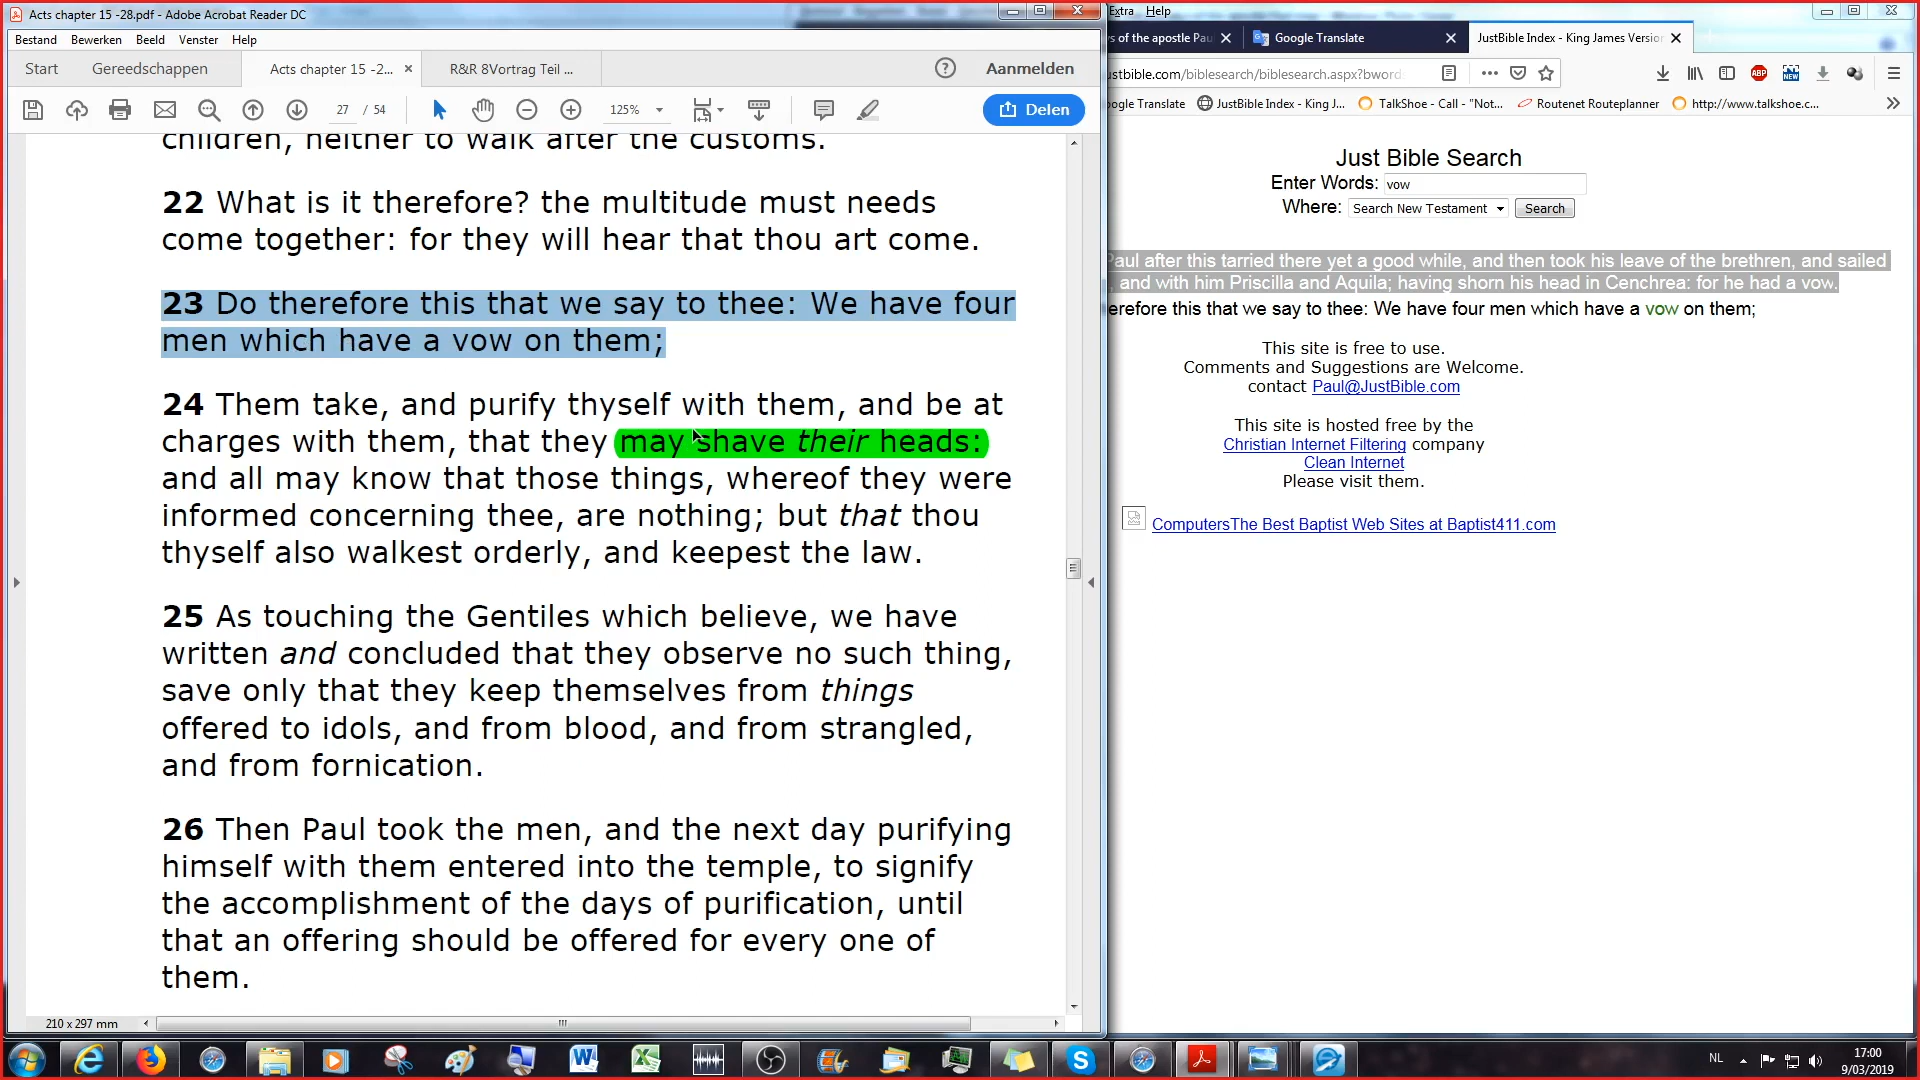 Acts chapter 15 -28.pdf - Adobe Acrobat Reader DC
Bestand Bewerken Beeld Venster Help
Start Gereedschappen Acts chapter 15 -2... R&R 8Vortrag Teil ... Aanmelden
27 / 54 125% Delen
children, neither to walk after the customs.
22 What is it therefore? the multitude must needs
come together: for they will hear that thou art come.
23 Do therefore this that we say to thee: We have four
men which have a vow on them;
24 Them take, and purify thyself with them, and be at
charges with them, that they may shave their heads:
and all may know that those things, whereof they were
informed concerning thee, are nothing; but that thou
thyself also walkest orderly, and keepest the law.
25 As touching the Gentiles which believe, we have
written and concluded that they observe no such thing,
save only that they keep themselves from things
offered to idols, and from blood, and from strangled,
and from fornication.
26 Then Paul took the men, and the next day purifying
himself with them entered into the temple, to signify
the accomplishment of the days of purification, until
that an offering should be offered for every one of
them.
210 x 297 mm
Extra Help
s of the apostle Pau Google Translate JustBible Index - King James Version
ustbible.com/biblesearch/biblesearch.aspx?bword
ABP NEW
ogle Translate JustBible Index - King J... TalkShoe - Call - "Not... Routenet Routeplanner http://www.talkshoe.c...
Just Bible Search
Enter Words: vow
Where: Search New Testament Search
Paul after this tarried there yet a good while, and then took his leave of the brethren, and sailed
, and with him Priscilla and Aquila; having shorn his head in Cenchrea: for he had a vow.
erefore this that we say to thee: We have four men which have a vow on them;
This site is free to use.
Comments and Suggestions are Welcome.
contact Paul@JustBible.com
This site is hosted free by the
Christian Internet Filtering company
Clean Internet
Please visit them.
ComputersThe Best Baptist Web Sites at Baptist411.com
NL 17:00
9/03/2019